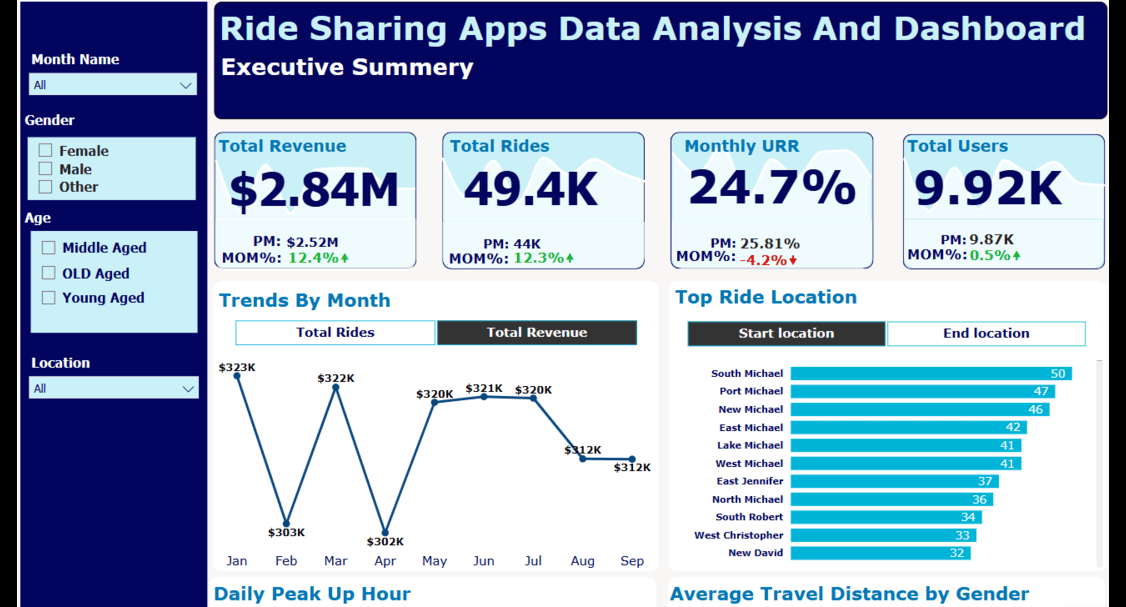 Ride Sharing Apps Data Analysis And Dashboard
Executive Summery
Month Name
All
Gender
Female
Male
Other
Age
Middle Aged
OLD Aged
Young Aged
Location
All
Total Revenue
$2.84M
PM: $2.52M
MOM%: 12.4%
Total Rides
49.4K
PM: 44K
MOM%: 12.3%
Monthly URR
24.7%
PM: 25.81%
MOM%: -4.2%
Total Users
9.92K
PM: 9.87K
MOM%: 0.5%
Trends By Month
Total Rides Total Revenue
$323K
$303K
$322K
$302K
$320K
$321K
$320K
$312K
$312K
Jan Feb Mar Apr May Jun Jul Aug Sep
Top Ride Location
Start location End location
South Michael 50
Port Michael 47
New Michael 46
East Michael 42
Lake Michael 41
West Michael 41
East Jennifer 37
North Michael 36
South Robert 34
West Christopher 33
New David 32
Daily Peak Up Hour
Average Travel Distance by Gender